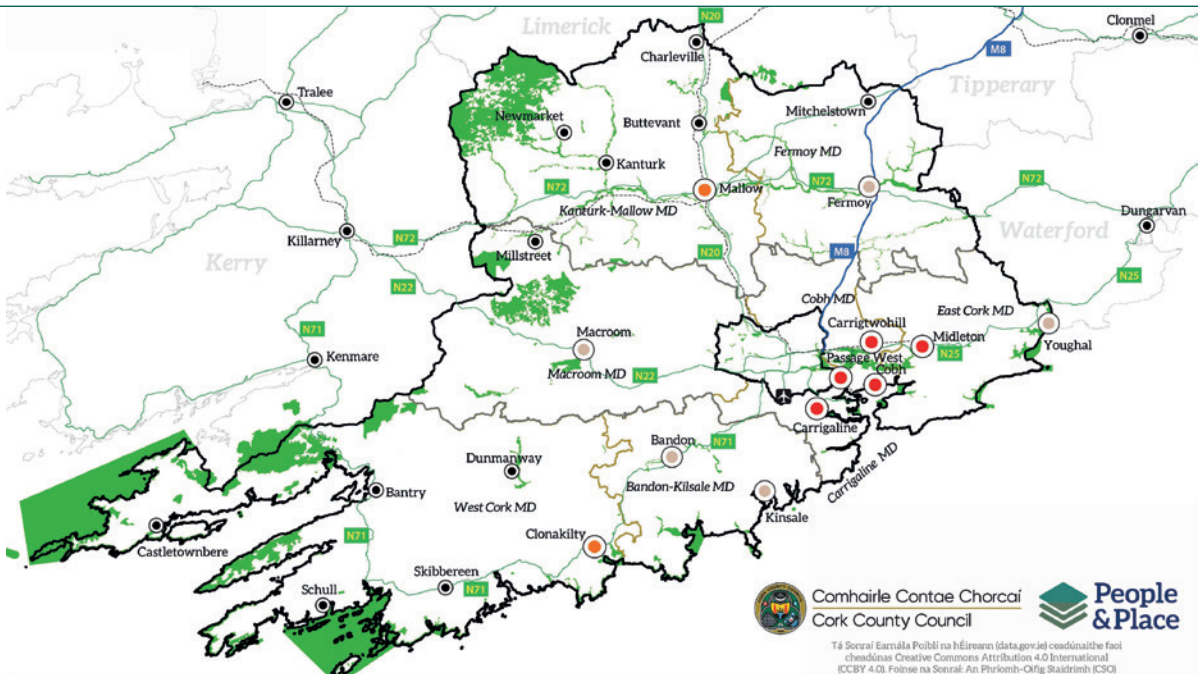 N20
Limerick
Clonmel
Charleville
M8
Tipperary
Tralee
Mitchelstown
Newmarket
Buttevant
Fermoy MD
Kanturk
N72
Mallow
N72
N72
Fermoy
Kanturk-Mallow MD
Dungarvan
Waterford
Killarney
N72
Millstreet
N20
M8
Kerry
N25
N22
Cobh MD
East Cork MD
N71
Macroom
Carrigtwohill
Midleton
Youghal
Kenmare
Passage West
N25
Macroom MD
N22
Cobh
Carrigaline
Bandon
N71
Carrigaline MD
Dunmanway
Bandon-Kilsale MD
Bantry
West Cork MD
Kinsale
N71
Clonakilty
Castletownbere
Skibbereen
Schull
N71
Comhairle Contae Chorcaí
Cork County Council
People
&Place
Tá Sonraí Earnála Poiblí na hÉireann (data.gov.ie) ceadúnaithe faoi
cheadúnas Creative Commons Attribution 4.0 International
(CCBY 4.0). Foinse na Sonraí: An Phríomh-Oifig Staidrimh (CSO)